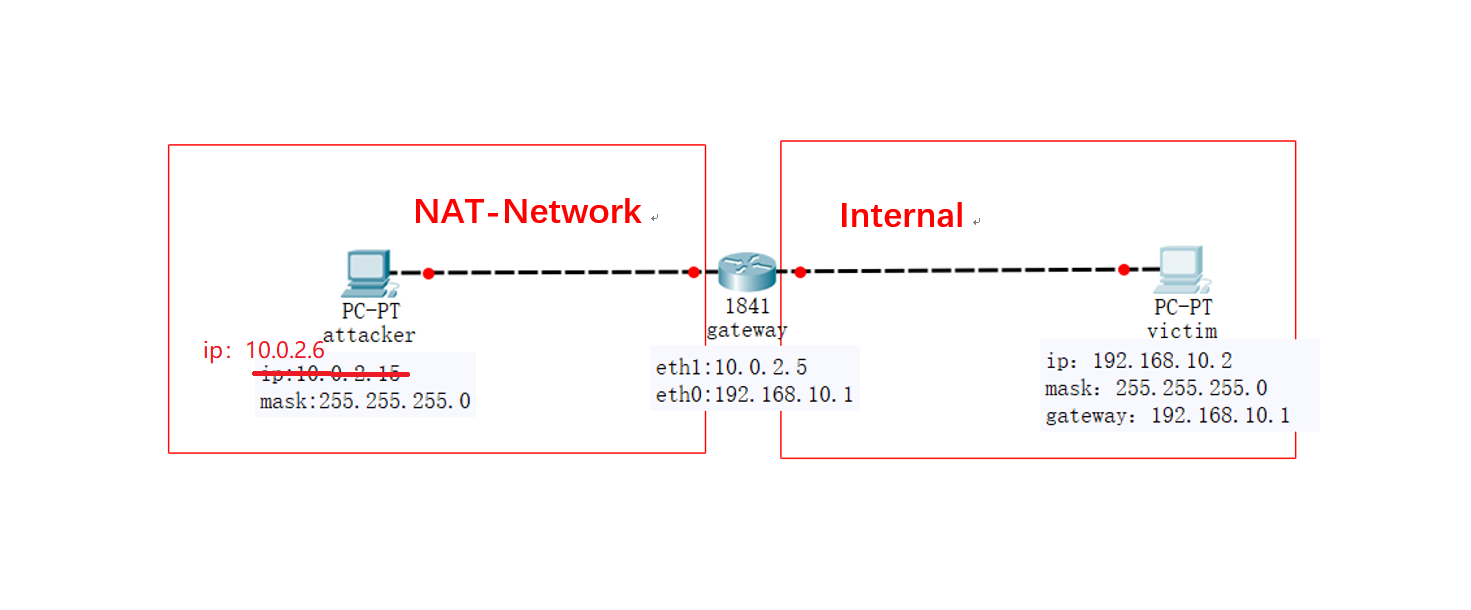 NAT-Network
Internal
PC-PT
attacker
ip：10.0.2.6
ip:10.0.2.15
mask:255.255.255.0
1841
gateway
eth1:10.0.2.5
eth0:192.168.10.1
PC-PT
victim
ip：192.168.10.2
mask：255.255.255.0
gateway：192.168.10.1